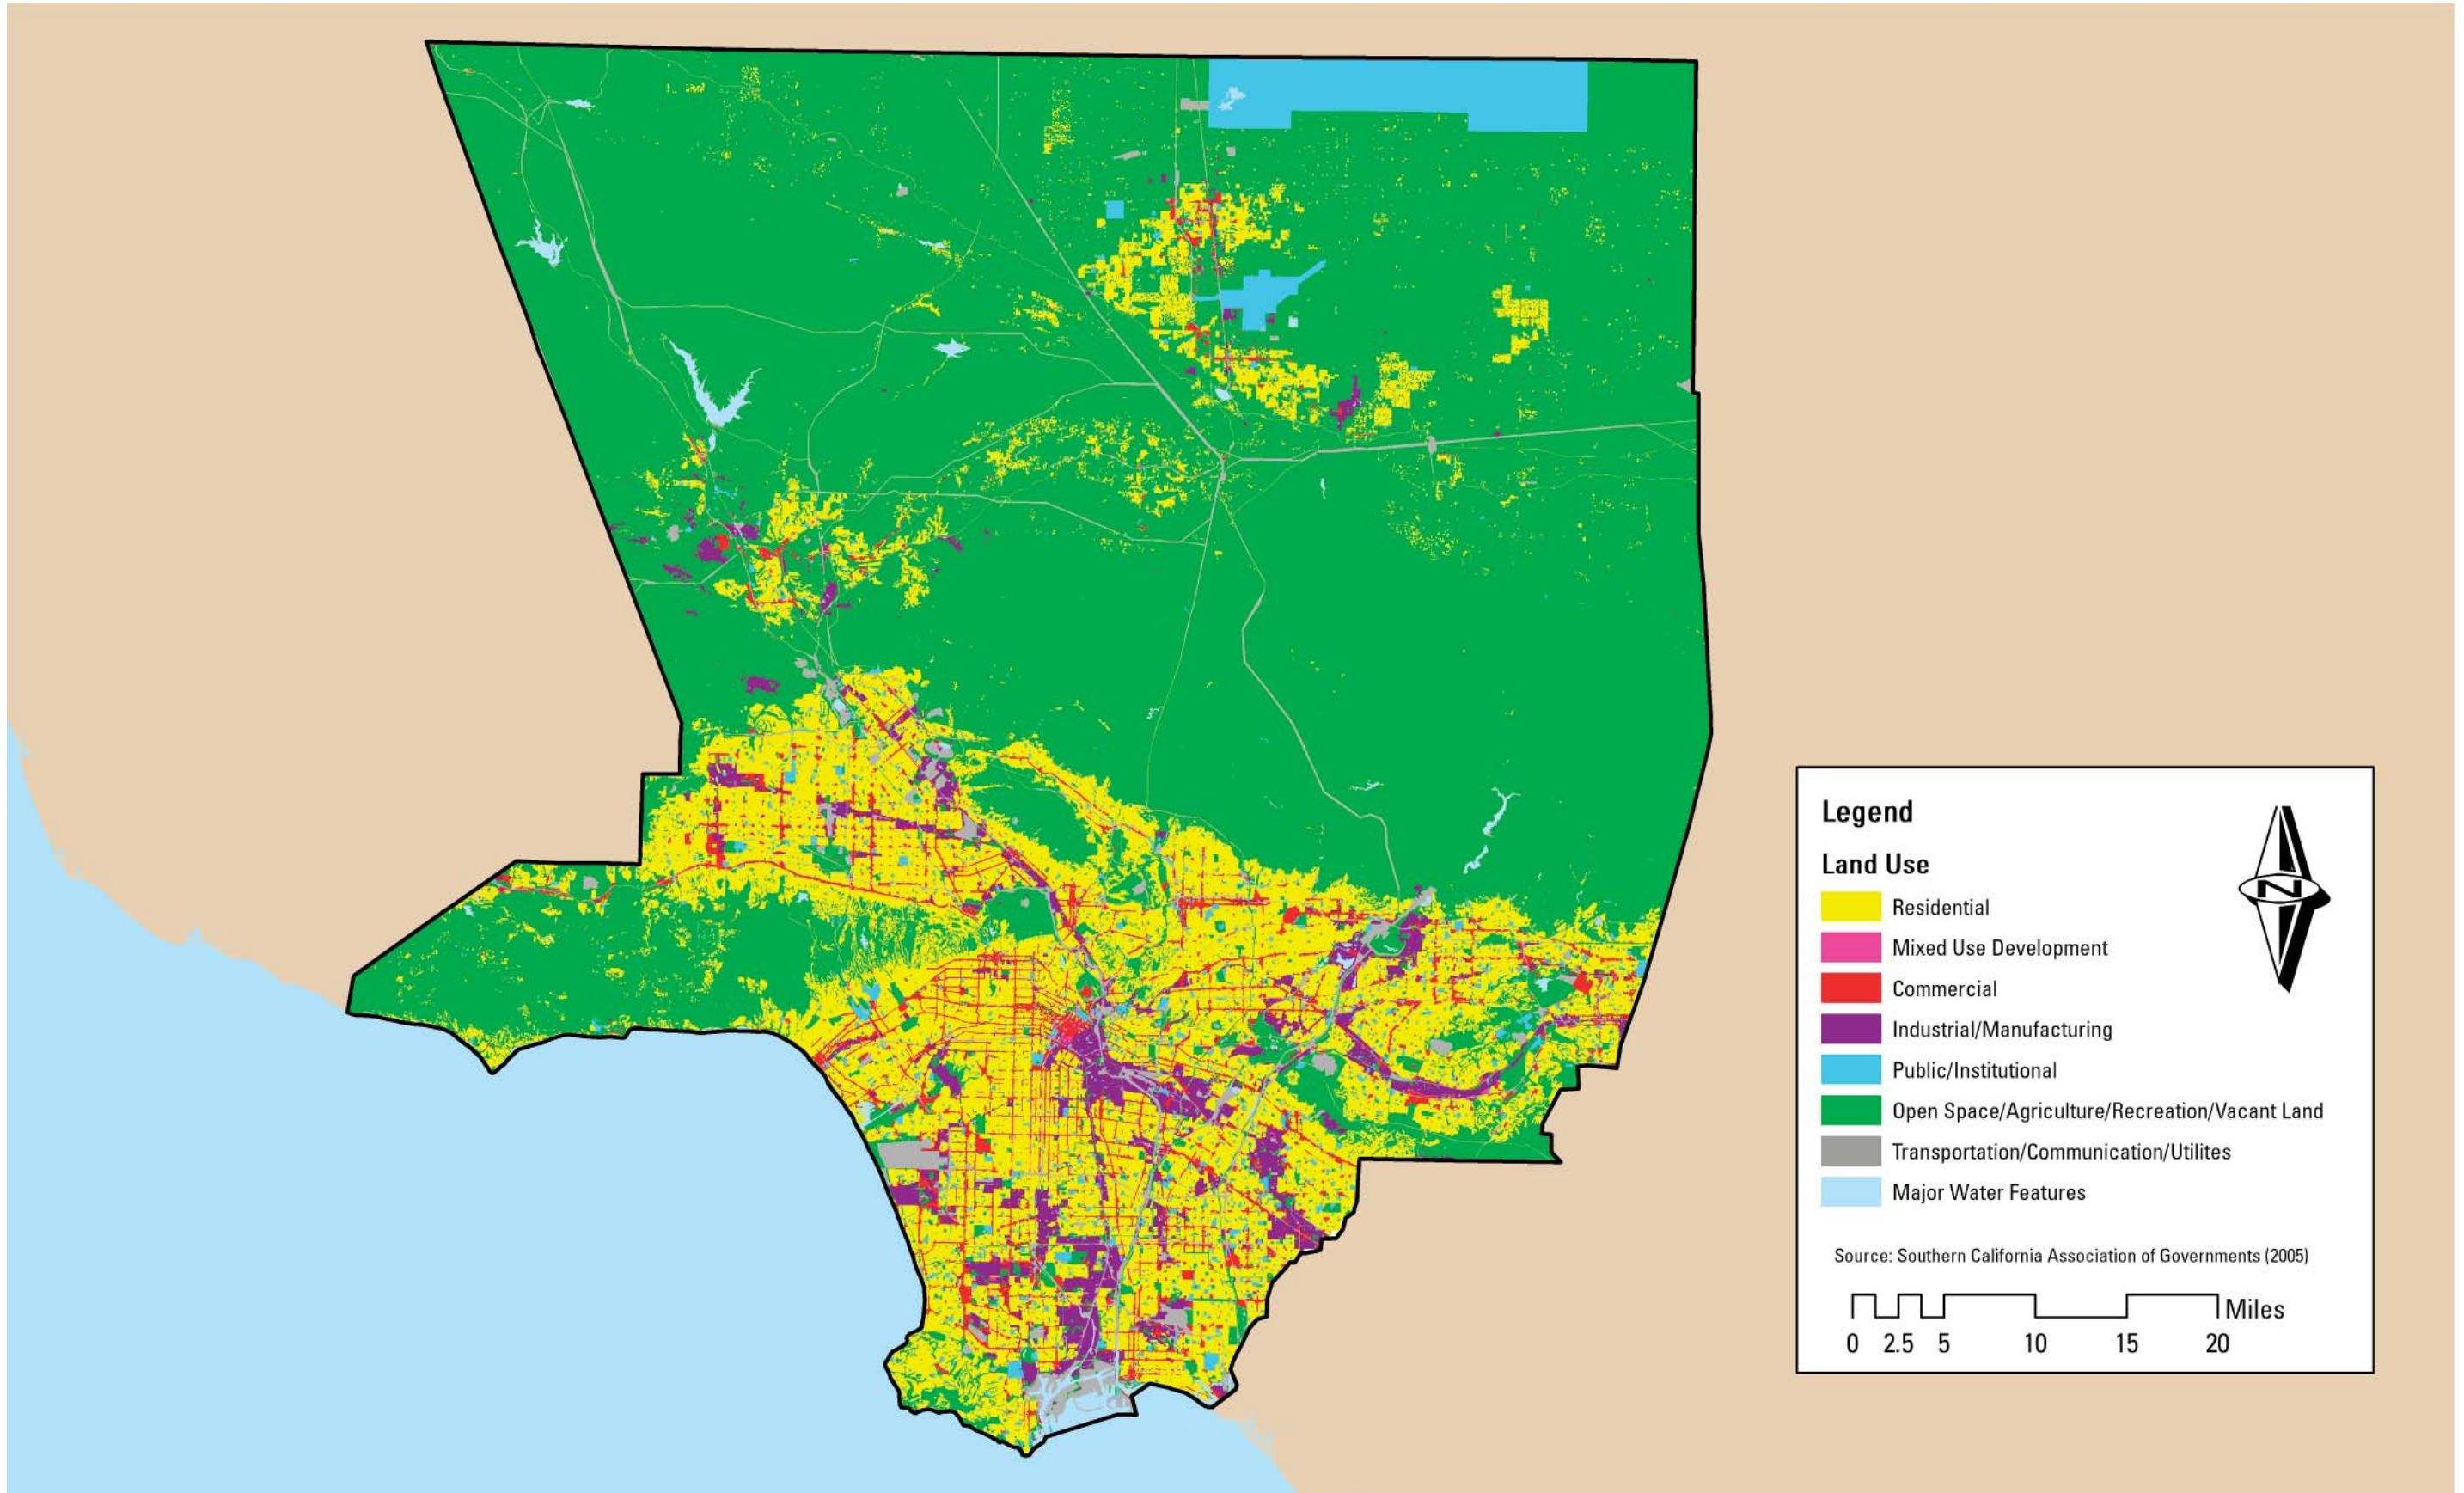 Legend
Land Use
Residential
Mixed Use Development
Commercial
Industrial/Manufacturing
Public/Institutional
Open Space/Agriculture/Recreation/Vacant Land
Transportation/Communication/Utilites
Major Water Features
N
Source: Southern California Association of Governments (2005)
Miles
0 2.5 5 10 15 20